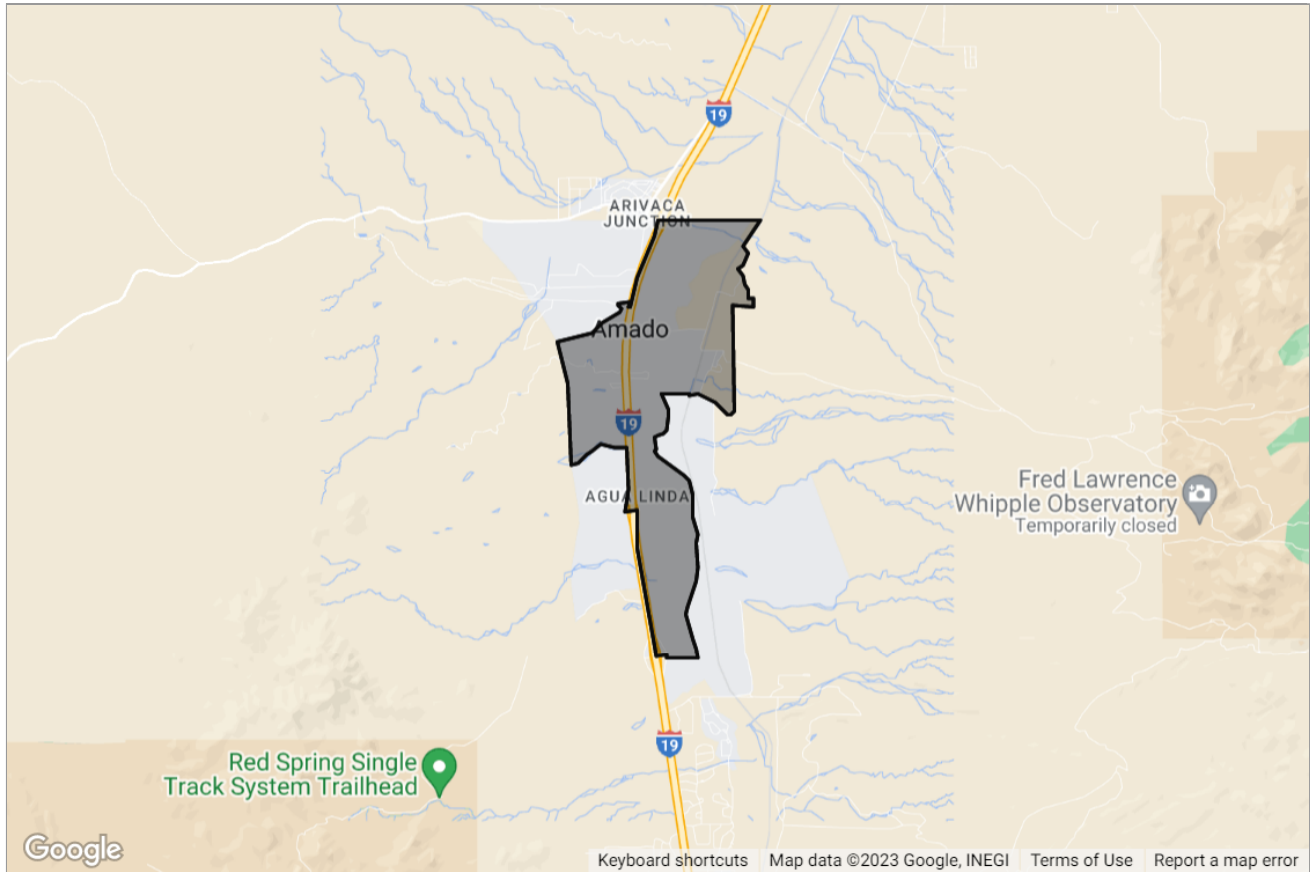 19
ARIVACA
JUNCTION
Amado
19
AGUA LINDA
Fred Lawrence
Whipple Observatory
Temporarily closed
19
Red Spring Single
Track System Trailhead
Google
Keyboard shortcuts
Map data ©2023 Google, INEGI
Terms of Use
Report a map error